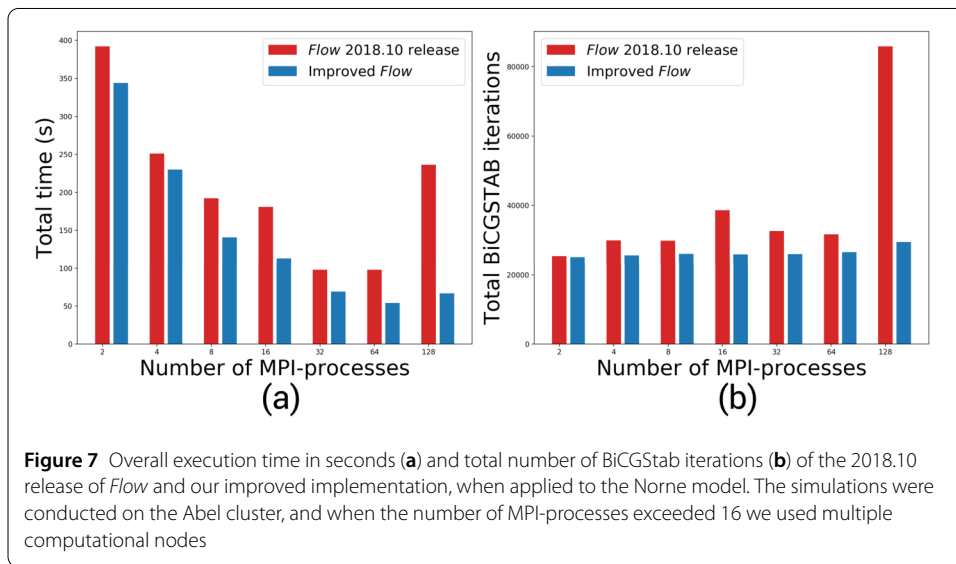 400
350
300
250
200
150
100
50
0
Total time (s)
Flow 2018.10 release
Improved Flow
2 4 8 16 32 64 128
Number of MPI-processes
(a)
80000
60000
40000
20000
0
Total BiCGSTAB iterations
Flow 2018.10 release
Improved Flow
2 4 8 16 32 64 128
Number of MPI-processes
(b)
Figure 7 Overall execution time in seconds (a) and total number of BiCGStab iterations (b) of the 2018.10
release of Flow and our improved implementation, when applied to the Norne model. The simulations were
conducted on the Abel cluster, and when the number of MPI-processes exceeded 16 we used multiple
computational nodes